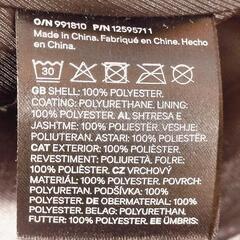 O/N 991810 P/N 12595711
Made in China. Fabriqué en Chine. Hecho
en China.
30
GB SHELL: 100% POLYESTER.
COATING: POLYURETHANE. LINING:
100% POLYESTER. AL SHTRESA E
JASHTME: 100% POLIESTER. VESHJE:
POLIURETAN. ASTAR: 100% POLIESTER.
CAT EXTERIOR: 100% POLIÈSTER.
REVESTIMENT: POLIURETÀ. FOLRE:
100% POLIÈSTER. CZ VRCHOVÝ
MATERIÁL: 100% POLYESTER. POVRCH:
POLYURETAN. PODŠÍVKA: 100%
POLYESTER. DE OBERMATERIAL: 100%
POLYESTER. BELAG: POLYURETHAN.
FUTTER: 100% POLYESTER. EE ÜMBRIS: